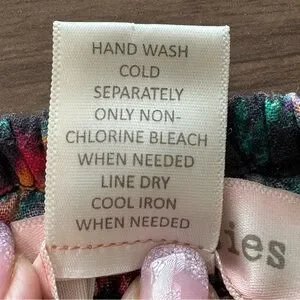 HAND WASH
COLD
SEPARATELY
ONLY NON-
CHLORINE BLEACH
WHEN NEEDED
LINE DRY
COOL IRON
WHEN NEEDED
ies